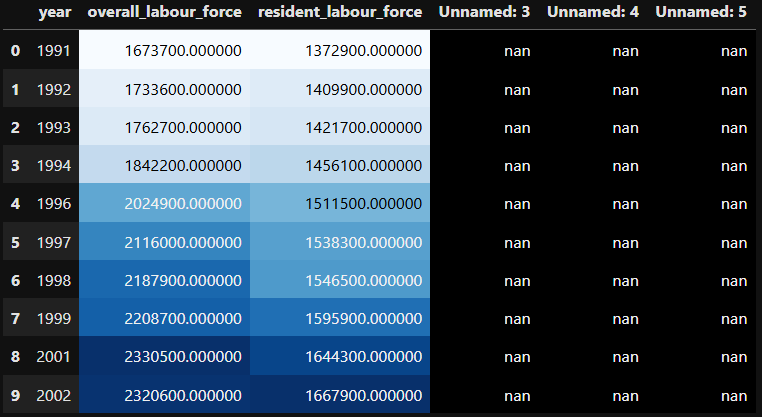 year overall_labour_force resident_labour_force Unnamed: 3 Unnamed: 4 Unnamed: 5
0 1991 1673700.000000 1372900.000000 nan nan nan
1 1992 1733600.000000 1409900.000000 nan nan nan
2 1993 1762700.000000 1421700.000000 nan nan nan
3 1994 1842200.000000 1456100.000000 nan nan nan
4 1996 2024900.000000 1511500.000000 nan nan nan
5 1997 2116000.000000 1538300.000000 nan nan nan
6 1998 2187900.000000 1546500.000000 nan nan nan
7 1999 2208700.000000 1595900.000000 nan nan nan
8 2001 2330500.000000 1644300.000000 nan nan nan
9 2002 2320600.000000 1667900.000000 nan nan nan